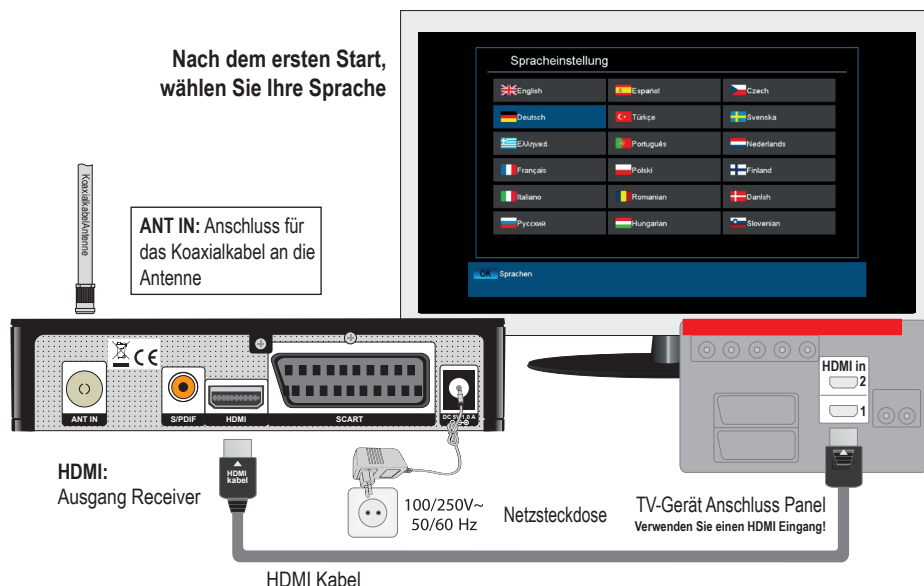 Nach dem ersten Start,
wählen Sie Ihre Sprache
Spracheinstellung
English
Español
Czech
Deutsch
Türkçe
Svenska
Ελληνικά
Português
Nederlands
Français
Polski
Finland
Italiano
Romanian
Danlsh
Русский
Hungarian
Slovenian
OK Sprachen
Koaxialkabel/Antenne
ANT IN: Anschluss für
das Koaxialkabel an die
Antenne
CE
ANT IN
S/PDIF
HDMI
SCART
DC 5V 1,0 A
HDMI in
2
1
HDMI:
Ausgang Receiver
HDMI
kabel
100/250V~
50/60 Hz
Netzsteckdose
TV-Gerät Anschluss Panel
Verwenden Sie einen HDMI Eingang!
HDMI Kabel